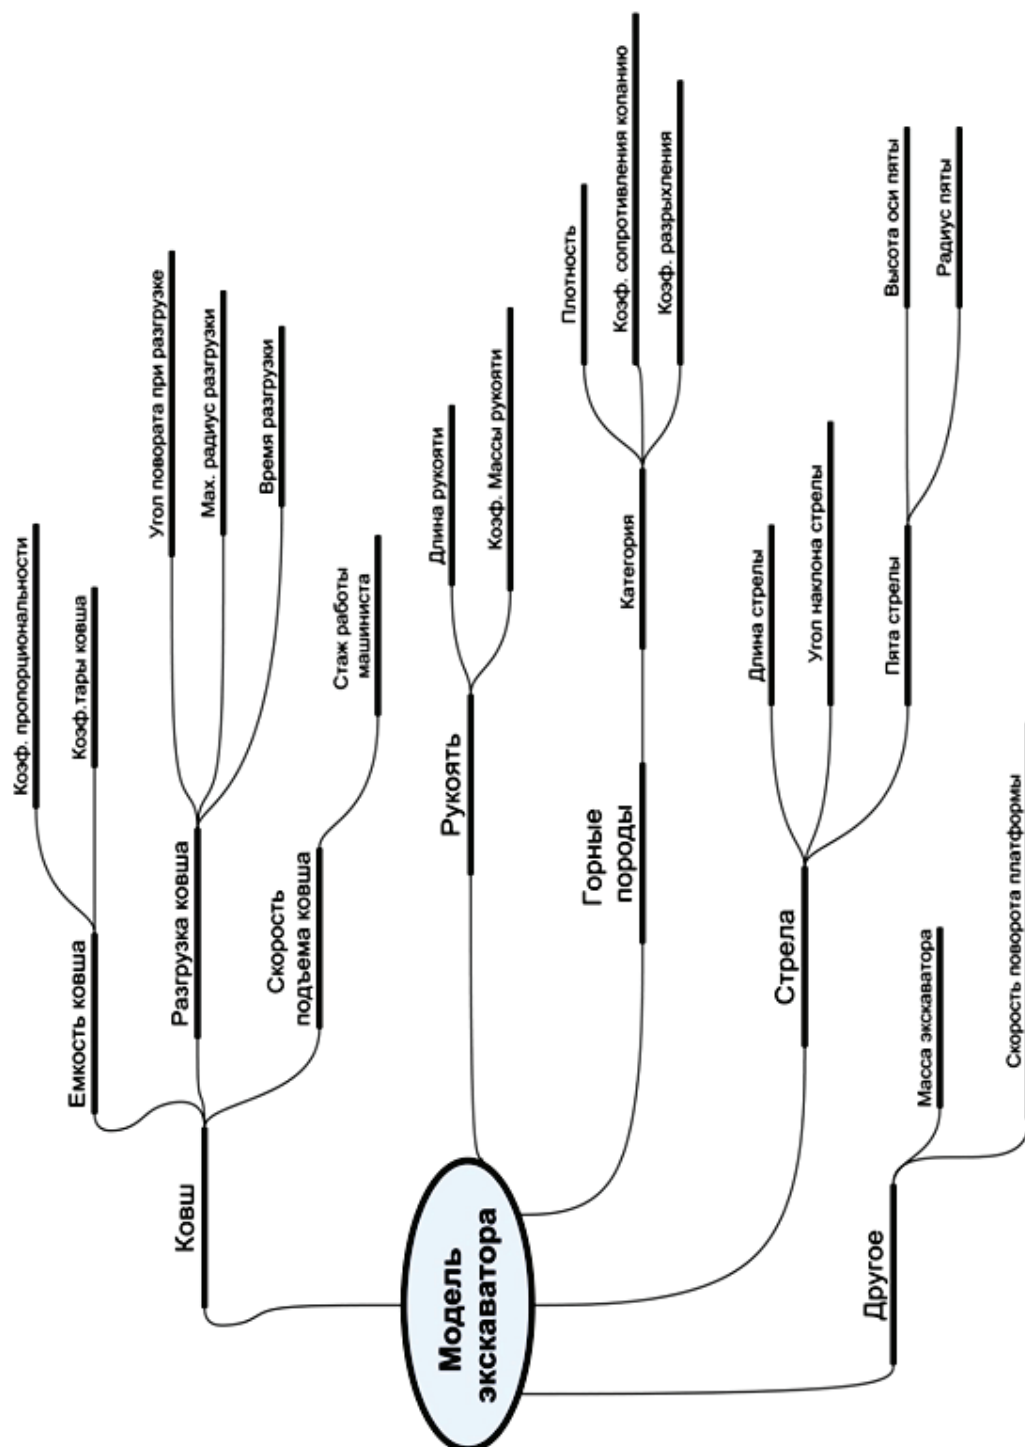 Модель
экскаватора
Ковш
Емкость ковша
Коэф. пропорциональности
Коэф.тары ковша
Разгрузка ковша
Угол поворота при разгрузке
Мах. радиус разгрузки
Время разгрузки
Скорость
подъема ковша
Стаж работы
машиниста
Рукоять
Длина рукояти
Коэф. Массы рукояти
Горные
породы
Категория
Плотность
Коэф. сопротивления копанию
Коэф. разрыхления
Стрела
Длина стрелы
Угол наклона стрелы
Пята стрелы
Высота оси пяты
Радиус пяты
Другое
Масса экскаватора
Скорость поворота платформы